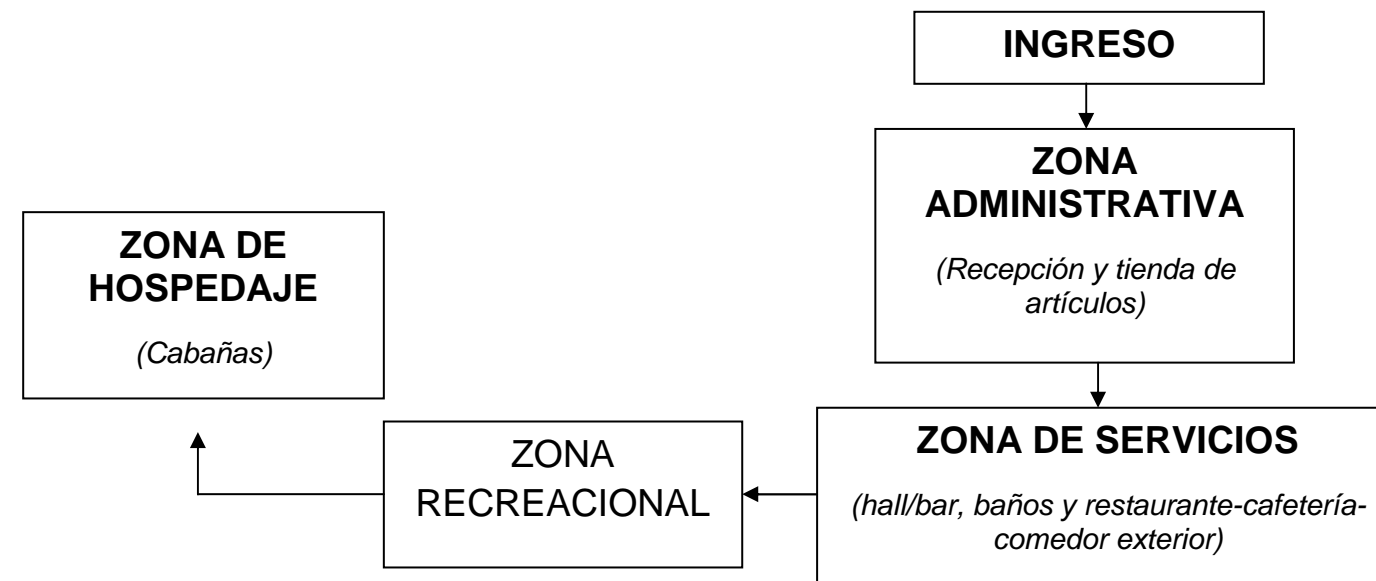 INGRESO
ZONA
ADMINISTRATIVA
(Recepción y tienda de
artículos)
ZONA DE
HOSPEDAJE
(Cabañas)
ZONA DE SERVICIOS
(hall/bar, baños y restaurante-cafetería-
comedor exterior)
ZONA
RECREACIONAL